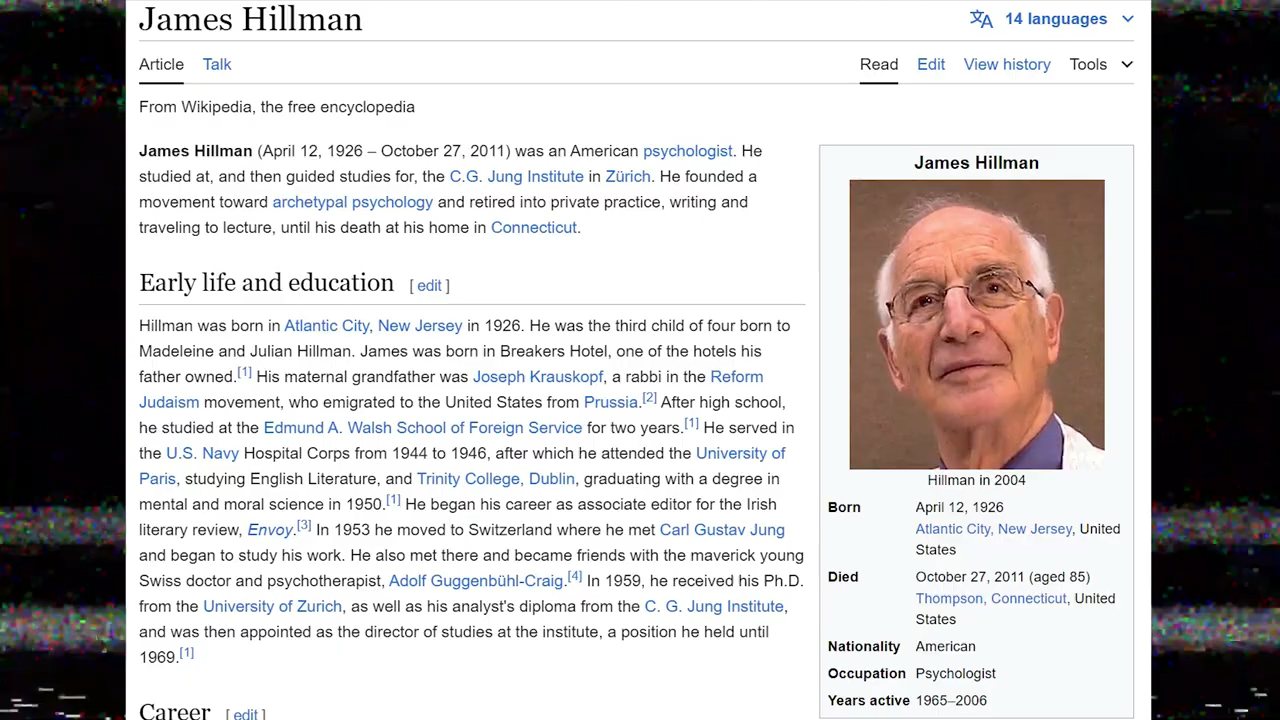 James Hillman
14 languages
Article Talk Read Edit View history Tools
From Wikipedia, the free encyclopedia
James Hillman (April 12, 1926 – October 27, 2011) was an American psychologist. He
studied at, and then guided studies for, the C.G. Jung Institute in Zürich. He founded a
movement toward archetypal psychology and retired into private practice, writing and
traveling to lecture, until his death at his home in Connecticut.
Early life and education [ edit ]
Hillman was born in Atlantic City, New Jersey in 1926. He was the third child of four born to
Madeleine and Julian Hillman. James was born in Breakers Hotel, one of the hotels his
father owned.[1] His maternal grandfather was Joseph Krauskopf, a rabbi in the Reform
Judaism movement, who emigrated to the United States from Prussia.[2] After high school,
he studied at the Edmund A. Walsh School of Foreign Service for two years.[1] He served in
the U.S. Navy Hospital Corps from 1944 to 1946, after which he attended the University of
Paris, studying English Literature, and Trinity College, Dublin, graduating with a degree in
mental and moral science in 1950.[1] He began his career as associate editor for the Irish
literary review, Envoy.[3] In 1953 he moved to Switzerland where he met Carl Gustav Jung
and began to study his work. He also met there and became friends with the maverick young
Swiss doctor and psychotherapist, Adolf Guggenbühl-Craig.[4] In 1959, he received his Ph.D.
from the University of Zurich, as well as his analyst's diploma from the C. G. Jung Institute,
and was then appointed as the director of studies at the institute, a position he held until
1969.[1]
Career [ edit ]
James Hillman
Hillman in 2004
Born April 12, 1926
Atlantic City, New Jersey, United
States
Died October 27, 2011 (aged 85)
Thompson, Connecticut, United
States
Nationality American
Occupation Psychologist
Years active 1965–2006